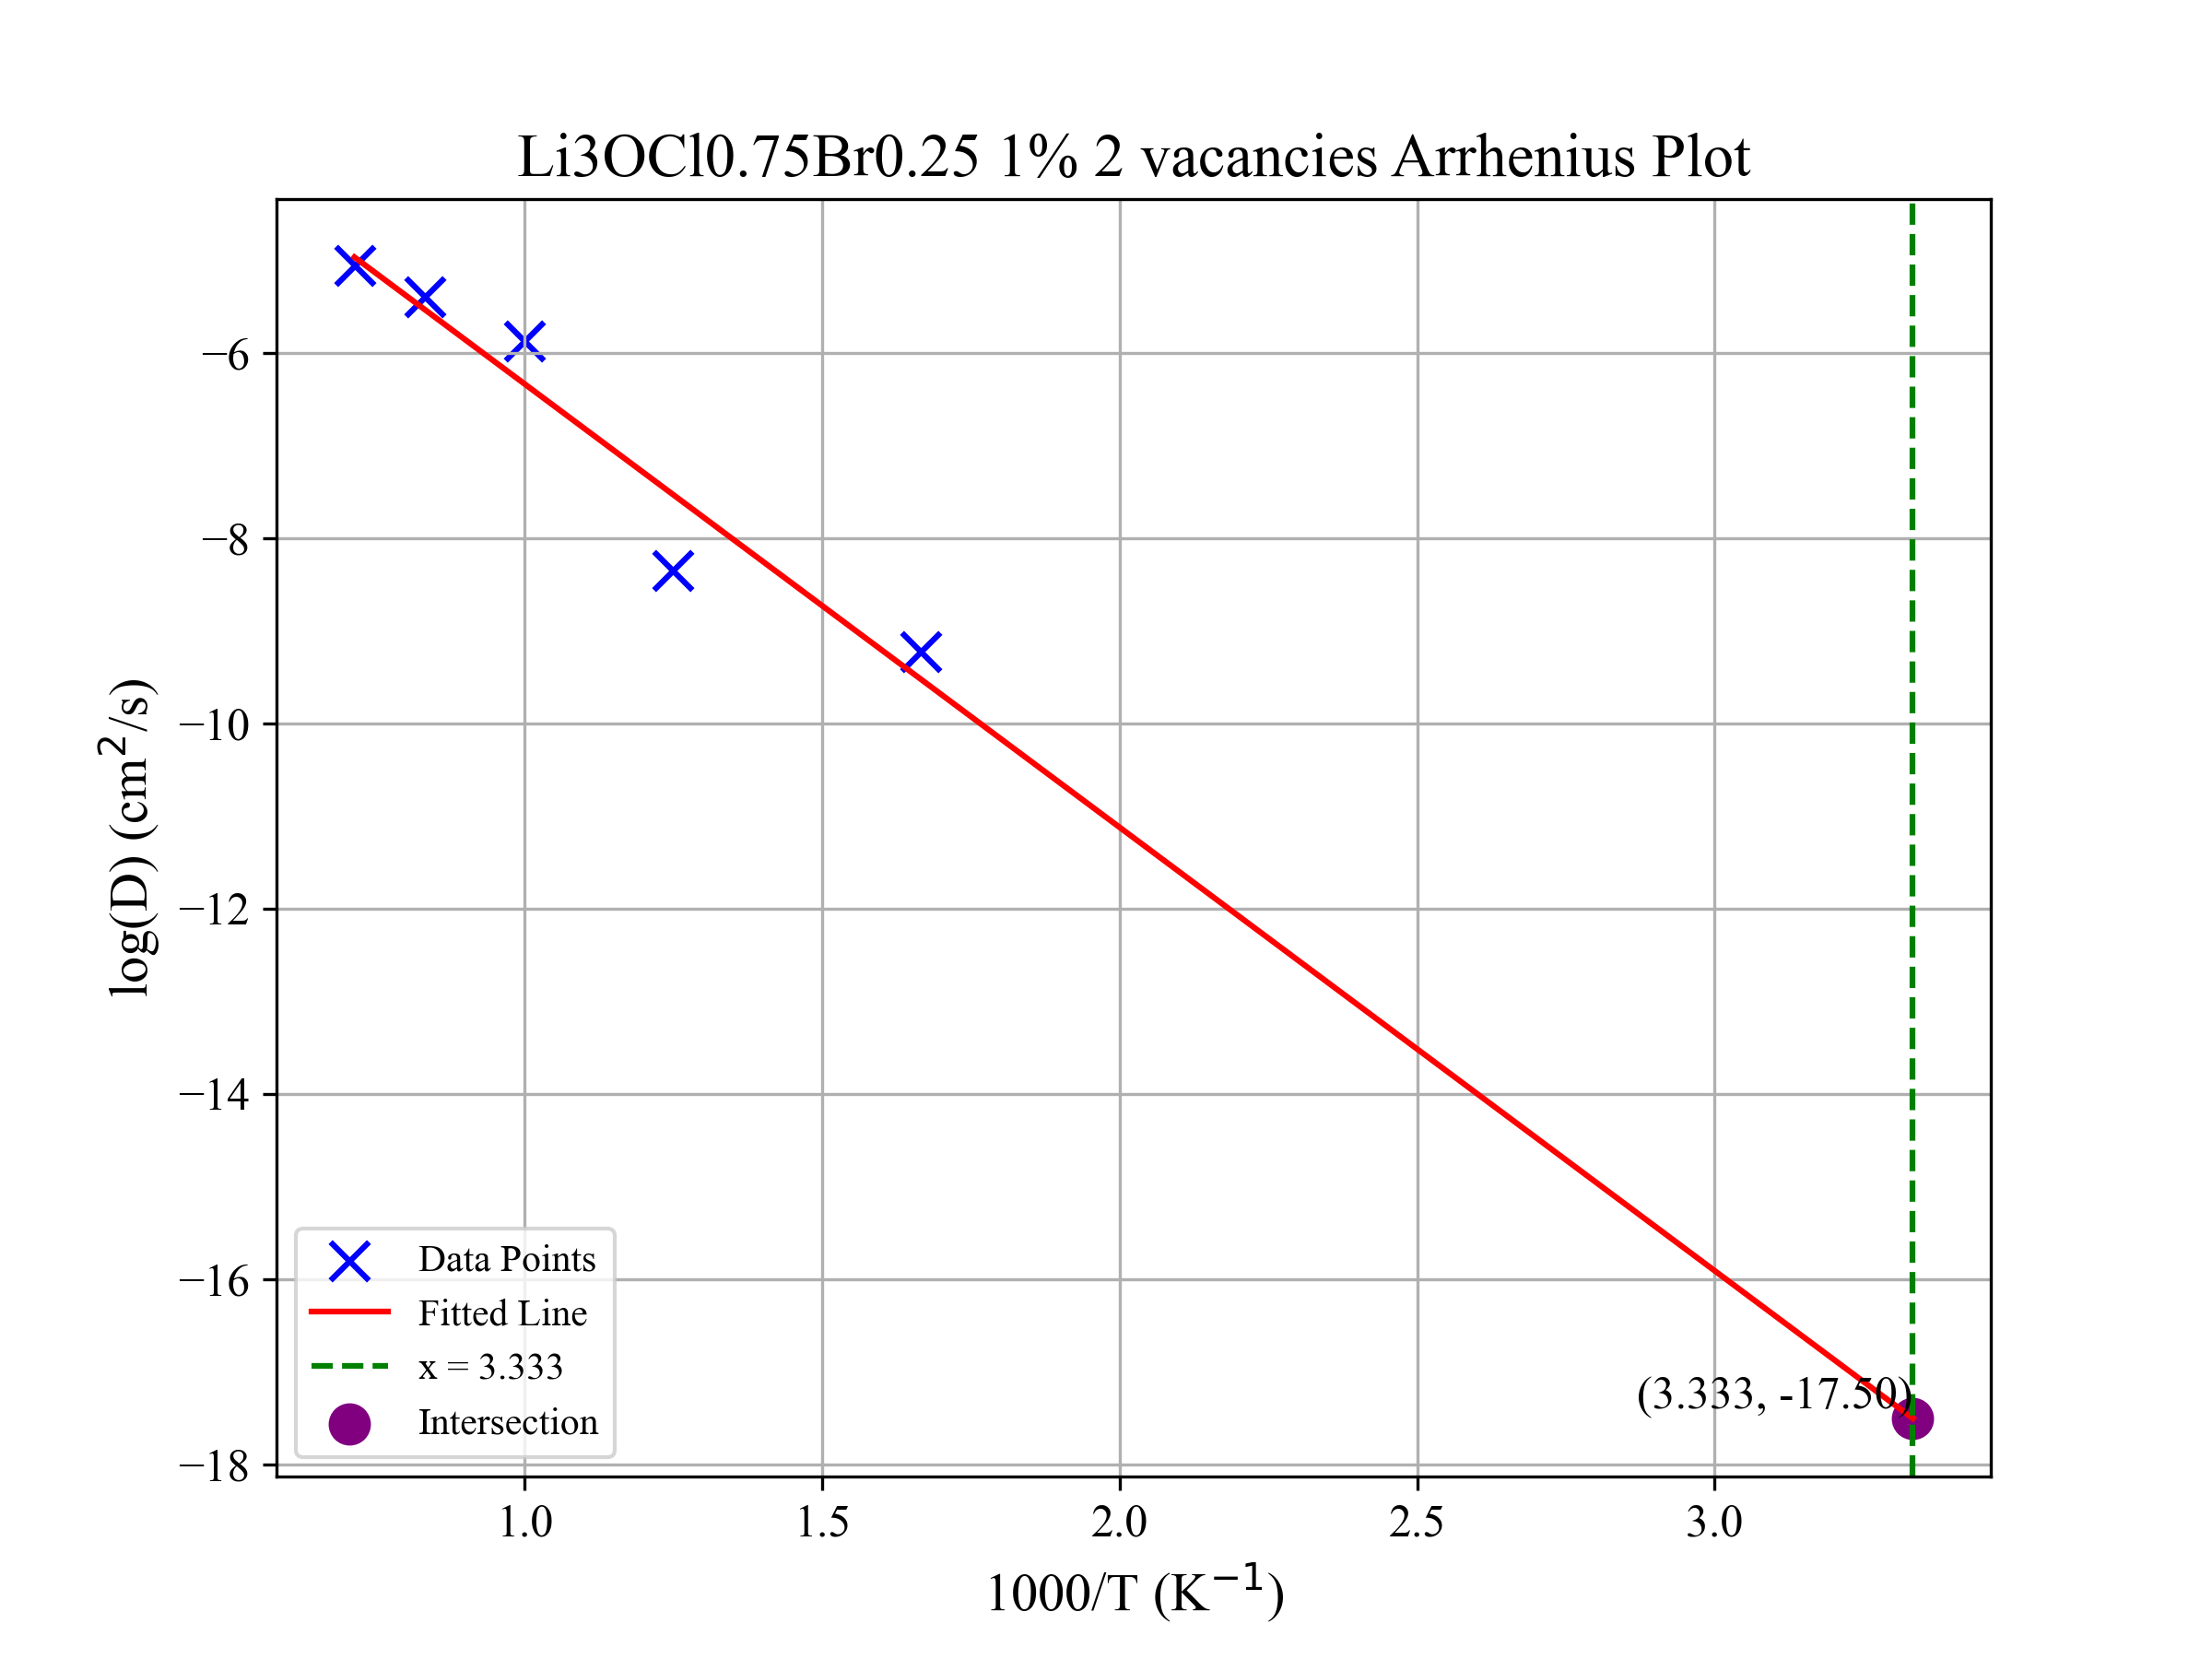 Li3OCl0.75Br0.25 1% 2 vacancies Arrhenius Plot
log(D) (cm²/s)
−6
−8
−10
−12
−14
−16
−18
Data Points
Fitted Line
x = 3.333
Intersection
(3.333, -17.50)
1.0
1.5
2.0
2.5
3.0
1000/T (K⁻¹)